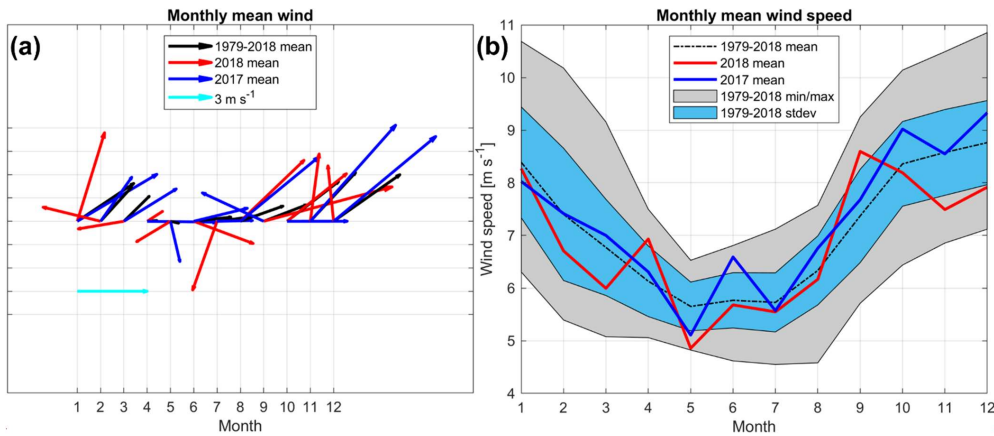 Monthly mean wind
(a)
1979-2018 mean
2018 mean
2017 mean
3 m s⁻¹
1 2 3 4 5 6 7 8 9 10 11 12
Month
Monthly mean wind speed
(b)
1979-2018 mean
2018 mean
2017 mean
1979-2018 min/max
1979-2018 stdev
Wind speed [m s⁻¹]
11
10
9
8
7
6
5
4
1 2 3 4 5 6 7 8 9 10 11 12
Month